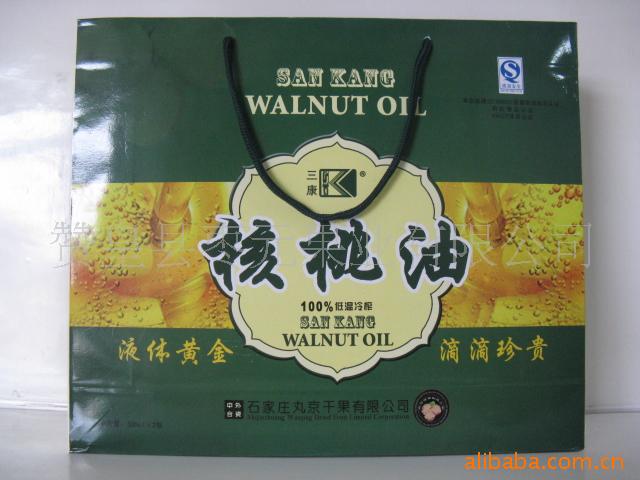 SAN KANG
WALNUT OIL
三康 ®
核桃油
100%低温冷榨
SAN KANG
WALNUT OIL
液体黄金
滴滴珍贵
中外合资 石家庄丸京干果有限公司
alibaba.com.cn